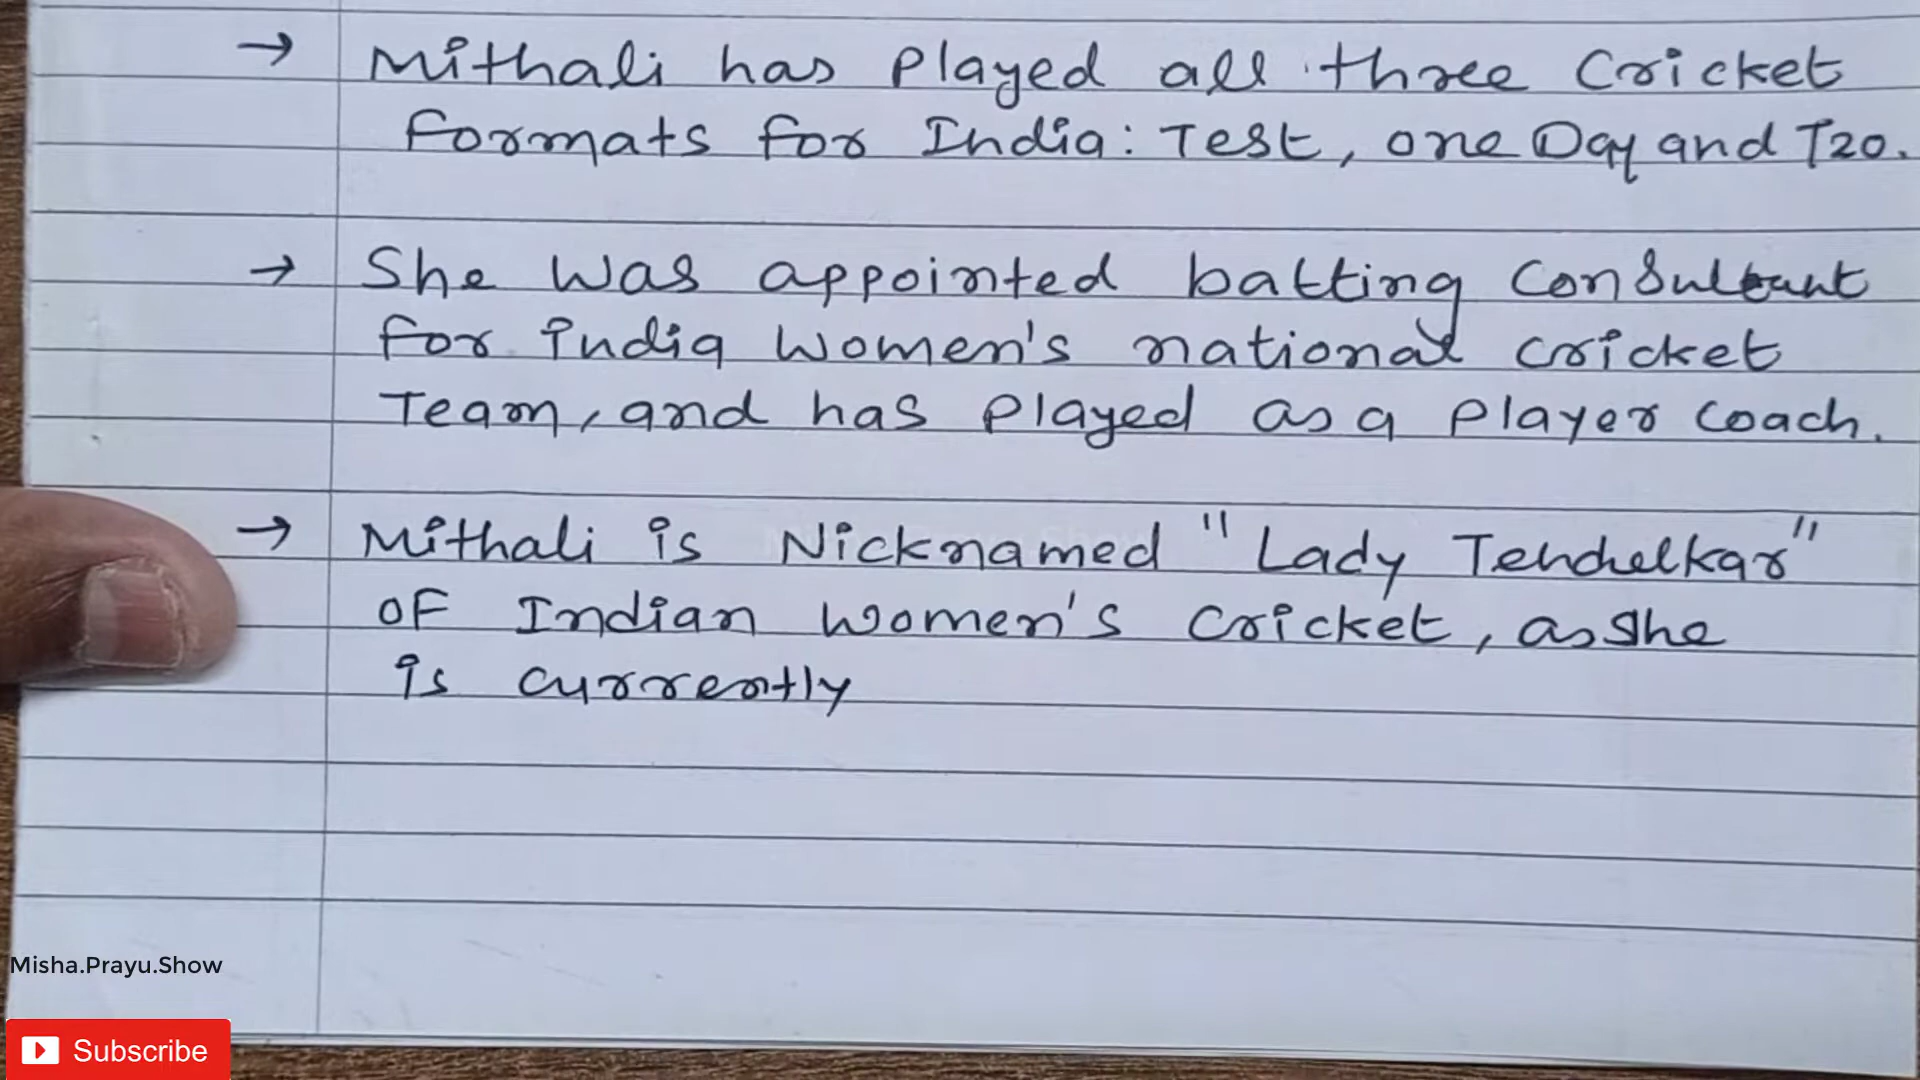 → Mithali has Played all three Cricket
formats for India: Test, one Day and T20.
→ She was appointed batting Consultant
for india Women's national cricket
Team, and has played as a player coach.
→ Mithali is Nicknamed "Lady Tendelkar"
OF Indian women's cricket, as she
is currently
Misha.Prayu.Show
Subscribe